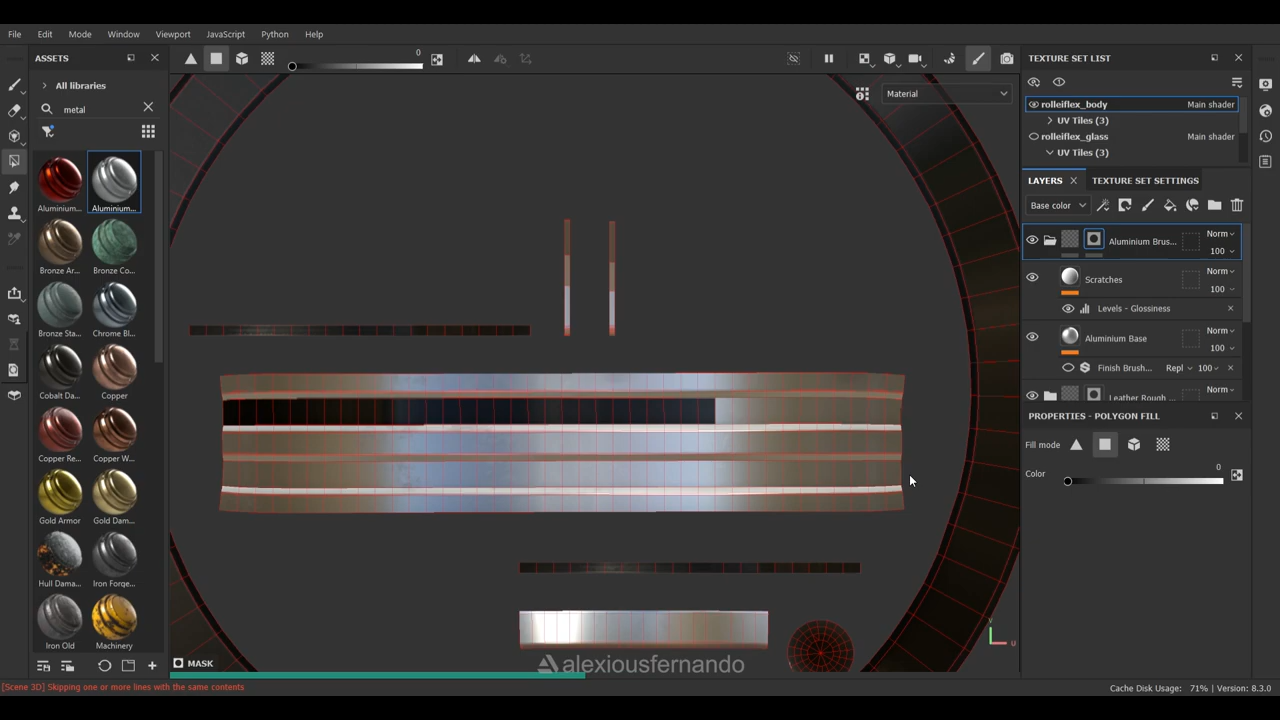 File Edit Mode Window Viewport JavaScript Python Help
ASSETS
All libraries
metal
Aluminium...
Aluminium...
Bronze Ar...
Bronze Co...
Bronze Sta...
Chrome Bl...
Cobalt Da...
Copper
Copper Re...
Copper W...
Gold Armor
Gold Dam...
Hull Dama...
Iron Forge...
Iron Old
Machinery
0
Material
MASK
alexiousfernando
V
U
TEXTURE SET LIST
rolleiflex_body Main shader
UV Tiles (3)
rolleiflex_glass Main shader
UV Tiles (3)
LAYERS TEXTURE SET SETTINGS
Base color
Aluminium Brus... Norm
100
Scratches Norm
100
Levels - Glossiness
Aluminium Base Norm
100
Finish Brush... Repl 100
Leather Rough Norm
PROPERTIES - POLYGON FILL
Fill mode
Color 0
[Scene 3D] Skipping one or more lines with the same contents
Cache Disk Usage: 71% | Version: 8.3.0